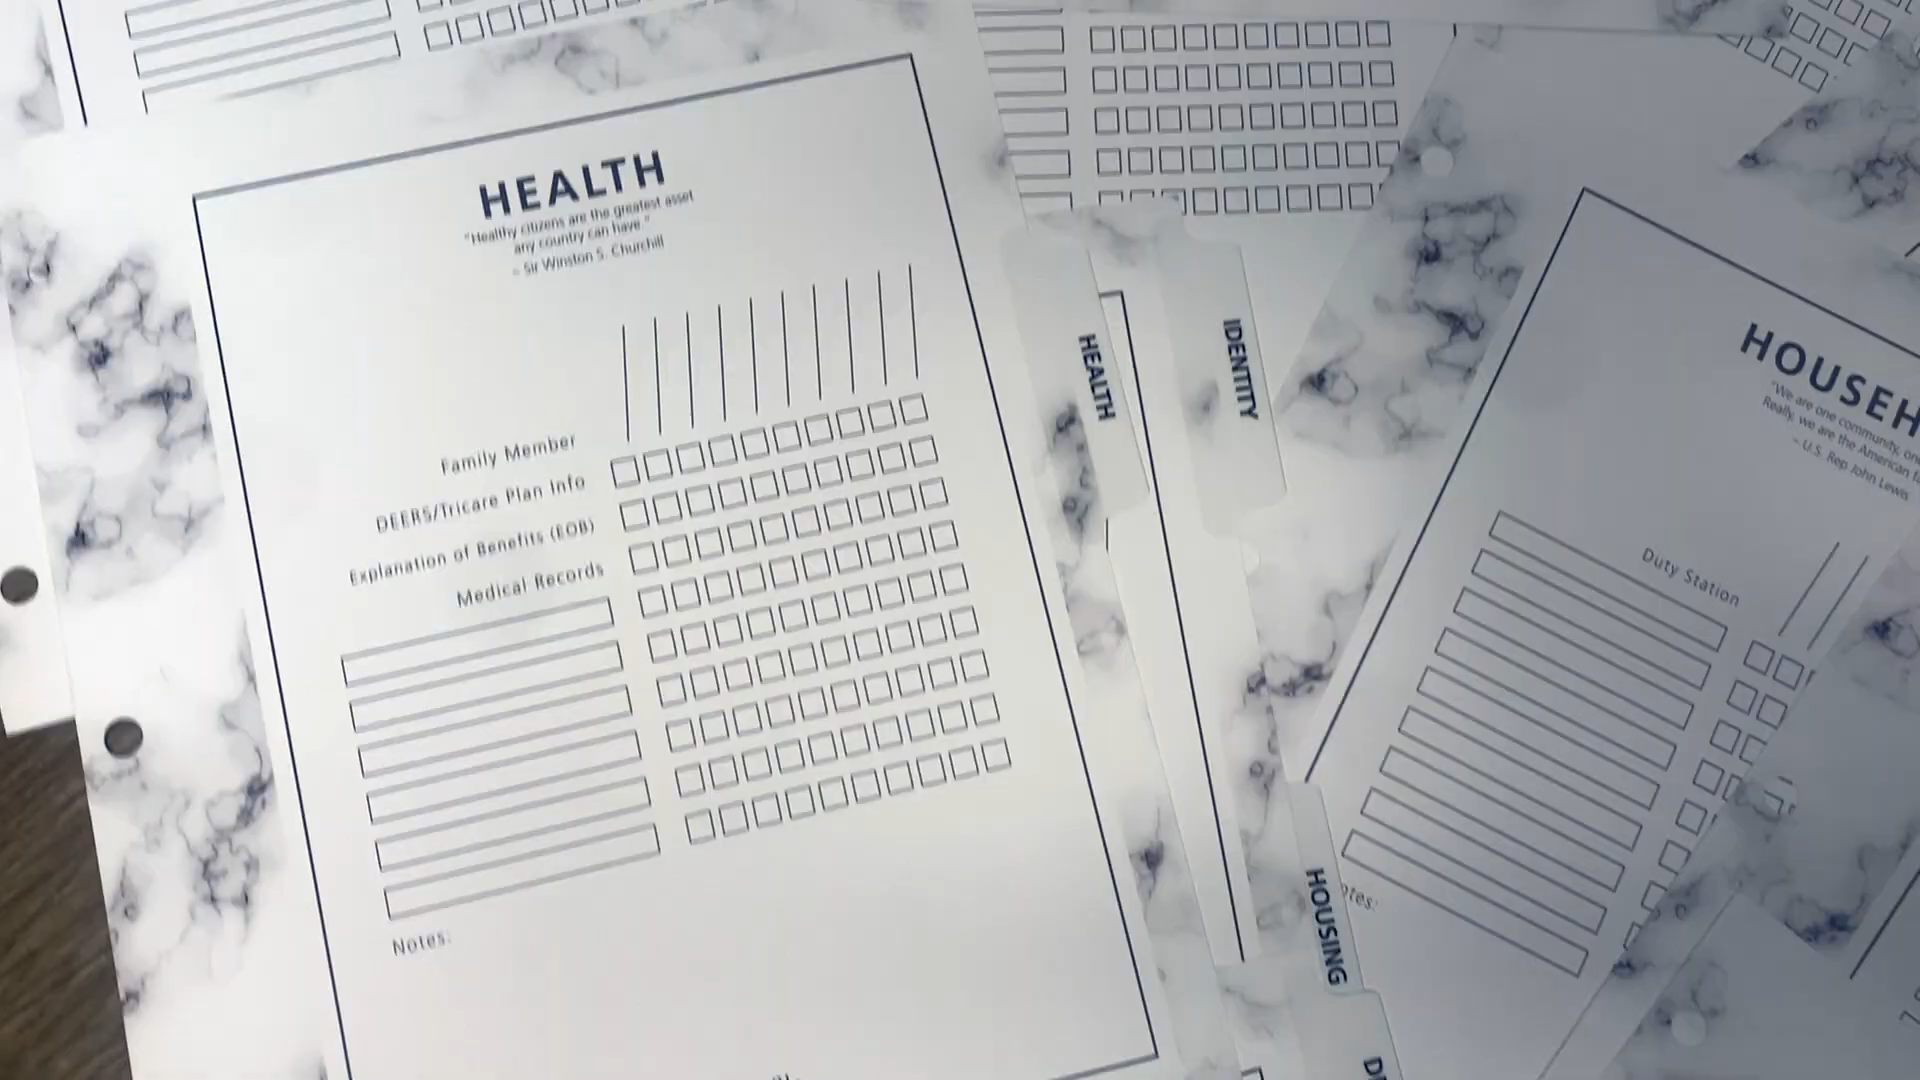 HEALTH
"Healthy citizens are the greatest asset
any country can have."
~ Sir Winston S. Churchill
Family Member
DEERS/Tricare Plan Info
Explanation of Benefits (EOB)
Medical Records
Notes:
HEALTH
IDENTITY
HOUSING
"We are one community, one
Really, we are the American
~ U.S. Rep John Lewis
Duty Station